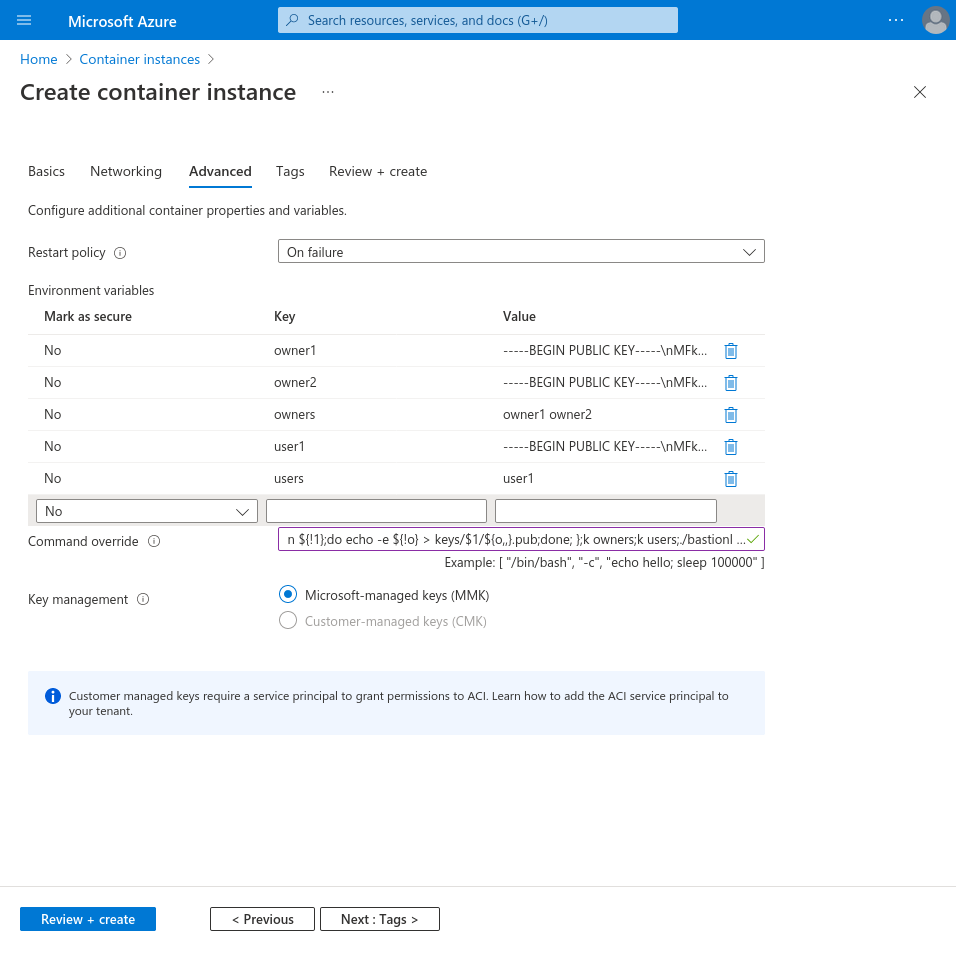 Microsoft Azure
Search resources, services, and docs (G+/)
Home > Container instances >
Create container instance ...
Basics Networking Advanced Tags Review + create
Configure additional container properties and variables.
Restart policy On failure
Environment variables
Mark as secure Key Value
No owner1 -----BEGIN PUBLIC KEY-----\nMFk...
No owner2 -----BEGIN PUBLIC KEY-----\nMFk...
No owners owner1 owner2
No user1 -----BEGIN PUBLIC KEY-----\nMFk...
No users user1
No
Command override n ${!1};do echo -e ${!o} > keys/$1/${o,,}.pub;done; };k owners;k users;./bastionl ...
Example: [ "/bin/bash", "-c", "echo hello; sleep 100000" ]
Key management Microsoft-managed keys (MMK)
Customer-managed keys (CMK)
Customer managed keys require a service principal to grant permissions to ACI. Learn how to add the ACI service principal to
your tenant.
Review + create < Previous Next : Tags >